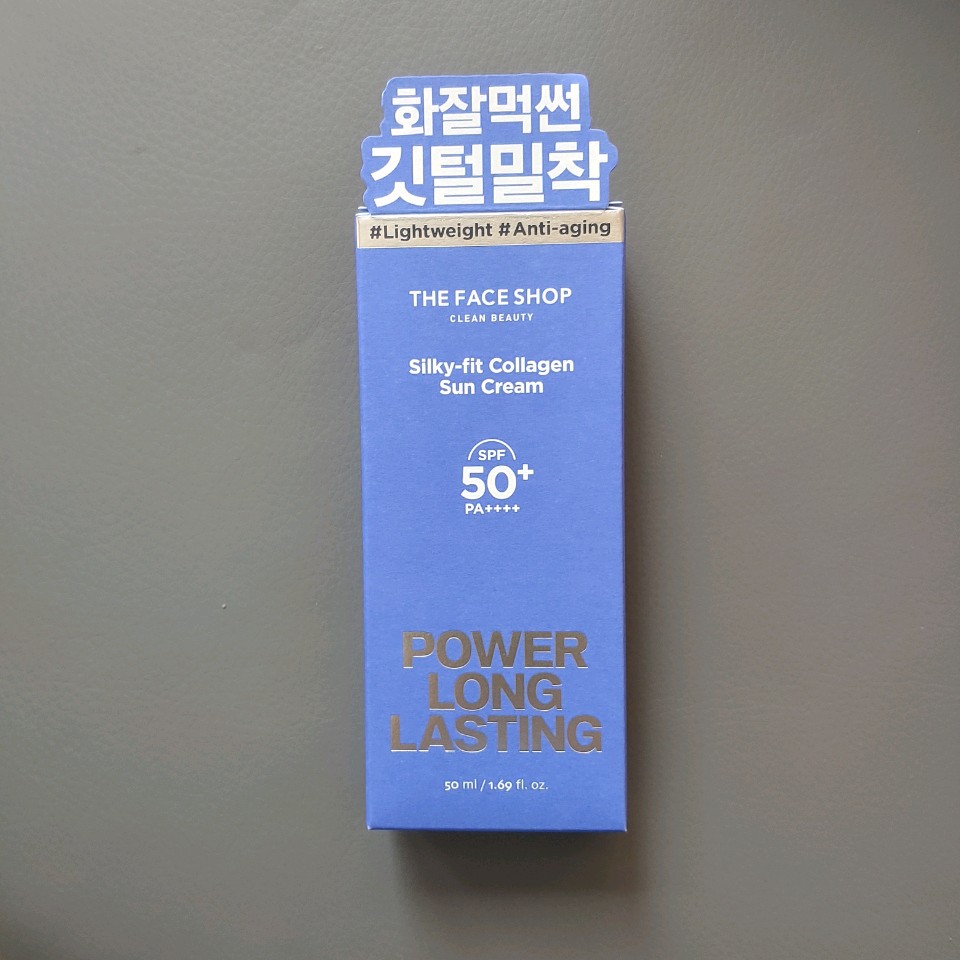 화잘먹썬
깃털밀착
#Lightweight #Anti-aging
THE FACE SHOP
CLEAN BEAUTY
Silky-fit Collagen
Sun Cream
SPF
50+
PA++++
POWER
LONG
LASTING
50 ml / 1.69 fl. oz.